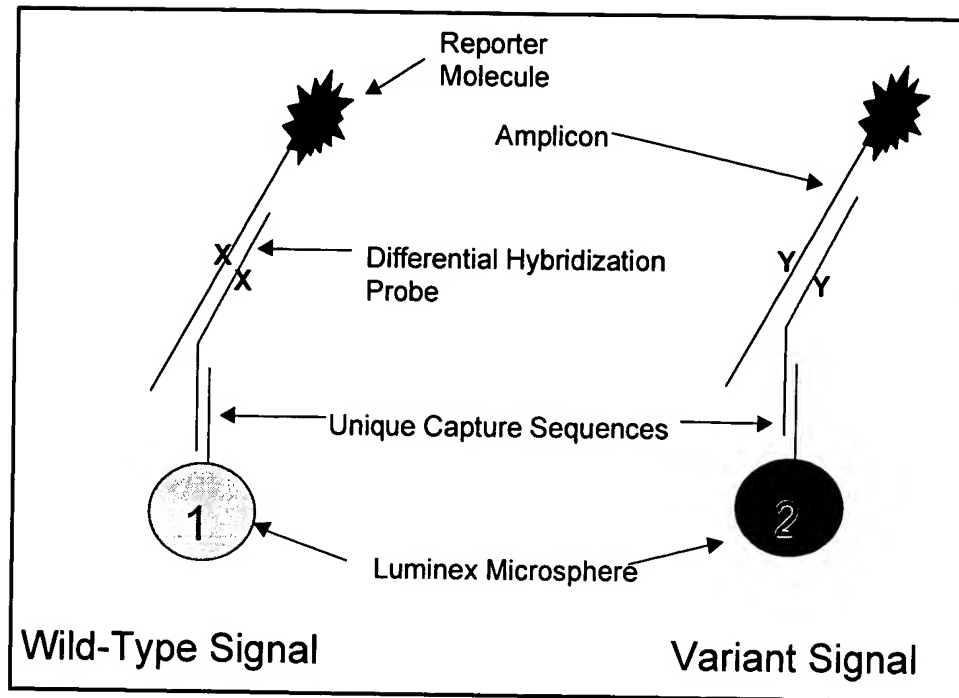 Reporter
Molecule
Amplicon
X
X
Y
Y
Differential Hybridization
Probe
Unique Capture Sequences
1
2
Luminex Microsphere
Wild-Type Signal
Variant Signal